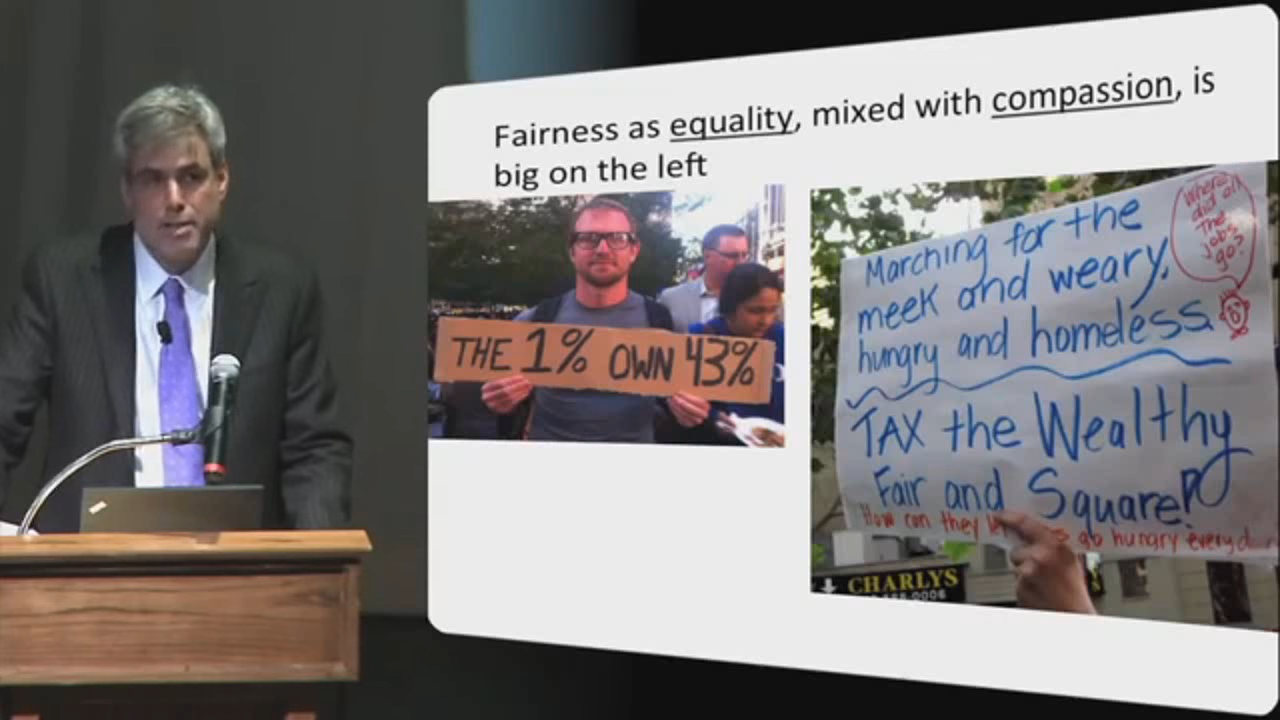 Fairness as equality, mixed with compassion, is
big on the left
THE 1% OWN 43%
Where
did all
the
jobs
go?
Marching for the
meek and weary,
hungry and homeless
TAX the Wealthy
Fair and Square!
How can they go hungry every
CHARLYS